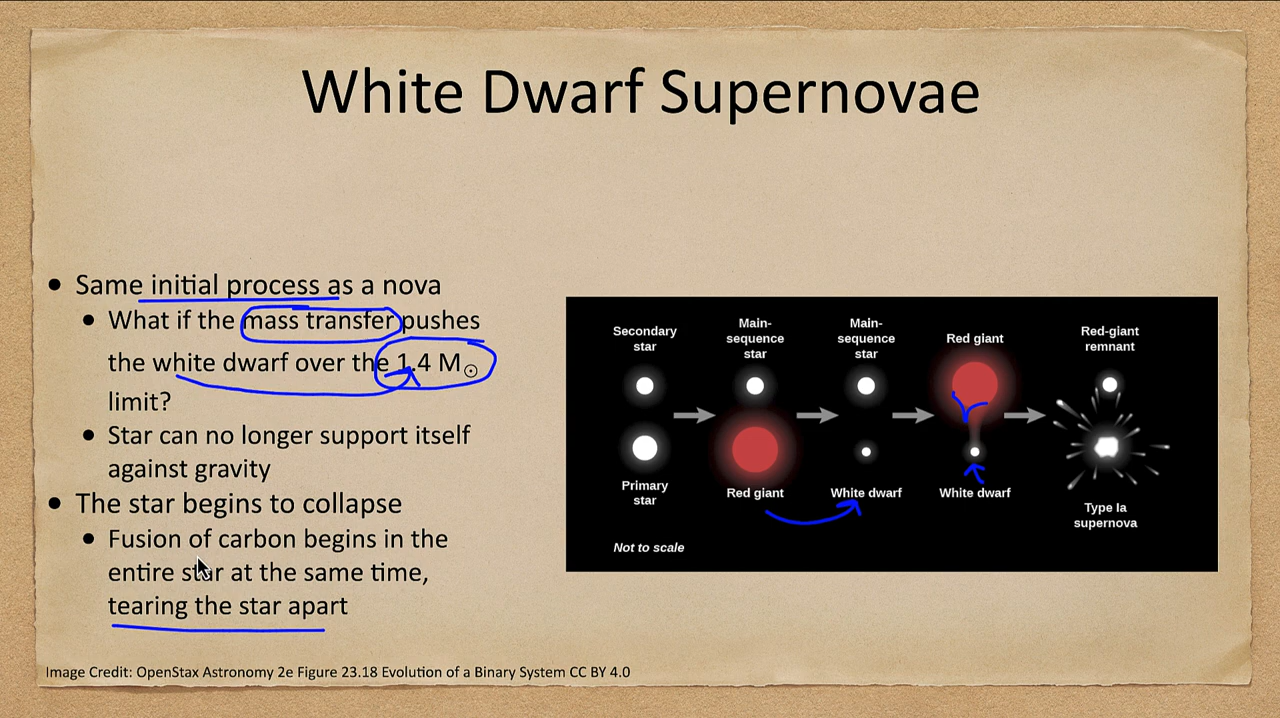 White Dwarf Supernovae
• Same initial process as a nova
• What if the mass transfer pushes
the white dwarf over the 1.4 M☉
limit?
• Star can no longer support itself
against gravity
• The star begins to collapse
• Fusion of carbon begins in the
entire star at the same time,
tearing the star apart
Secondary
star
Main-
sequence
star
Main-
sequence
star
Red giant
Red-giant
remnant
Primary
star
Red giant
White dwarf
White dwarf
Type Ia
supernova
Not to scale
Image Credit: OpenStax Astronomy 2e Figure 23.18 Evolution of a Binary System CC BY 4.0